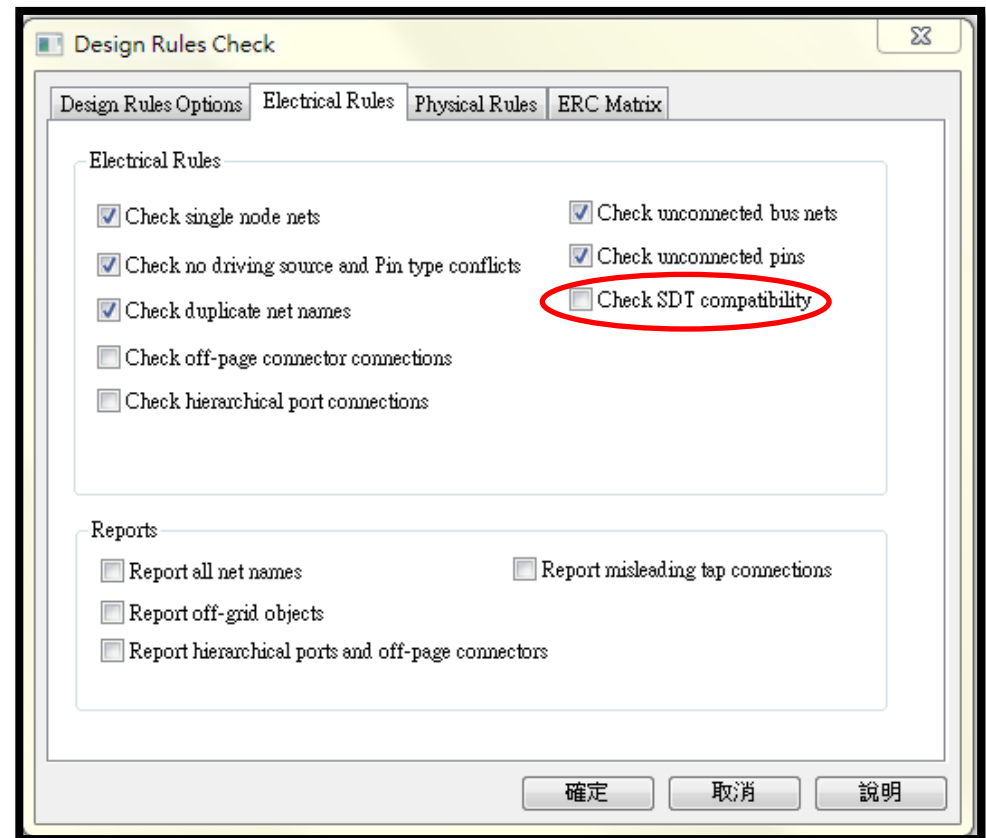 Design Rules Check
Design Rules Options Electrical Rules Physical Rules ERC Matrix
Electrical Rules
Check single node nets
Check no driving source and Pin type conflicts
Check duplicate net names
Check off-page connector connections
Check hierarchical port connections
Check unconnected bus nets
Check unconnected pins
Check SDT compatibility
Reports
Report all net names
Report off-grid objects
Report hierarchical ports and off-page connectors
Report misleading tap connections
確定 取消 說明